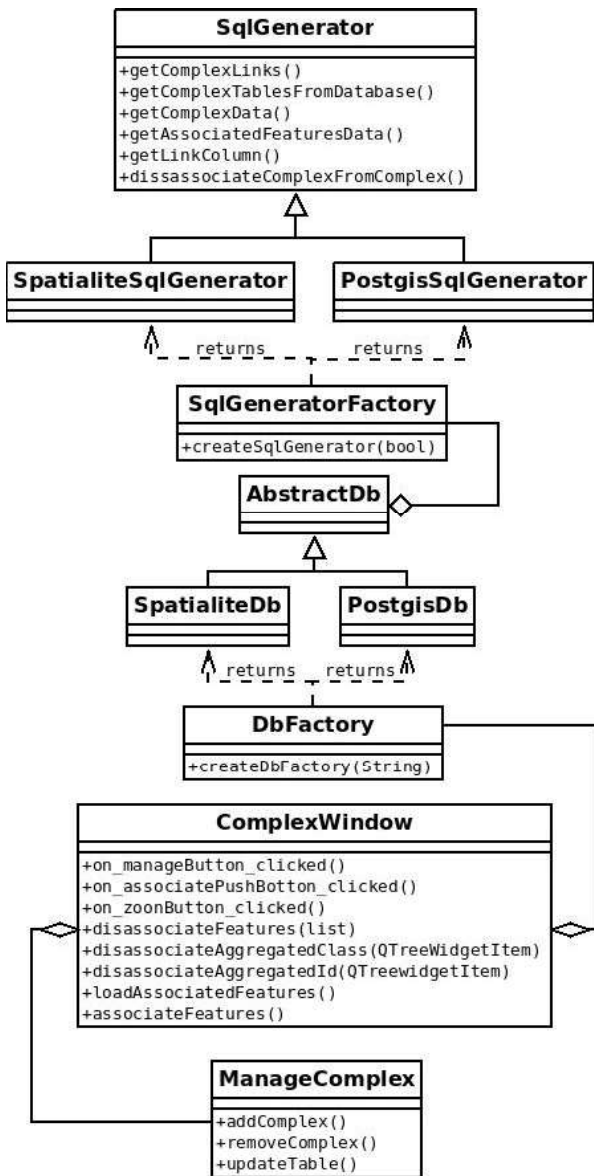 SqlGenerator
+getComplexLinks()
+getComplexTablesFromDatabase()
+getComplexData()
+getAssociatedFeaturesData()
+getLinkColumn()
+dissassociateComplexFromComplex()
SpatialiteSqlGenerator
PostgisSqlGenerator
returns
returns
SqlGeneratorFactory
+createSqlGenerator(bool)
AbstractDb
SpatialiteDb
PostgisDb
returns
returns
DbFactory
+createDbFactory(String)
ComplexWindow
+on_manageButton_clicked()
+on_associatePushBotton_clicked()
+on_zoonButton_clicked()
+disassociateFeatures(list)
+disassociateAggregatedClass(QTreeWidgetItem)
+disassociateAggregatedId(QTreewidgetItem)
+loadAssociatedFeatures()
+associateFeatures()
ManageComplex
+addComplex()
+removeComplex()
+updateTable()